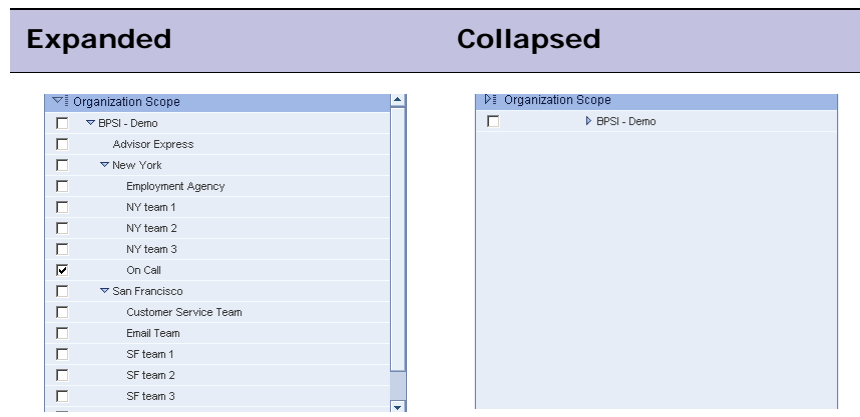 Expanded
Collapsed
Organization Scope
BPSI - Demo
Advisor Express
New York
Employment Agency
NY team 1
NY team 2
NY team 3
On Call
San Francisco
Customer Service Team
Email Team
SF team 1
SF team 2
SF team 3
Organization Scope
BPSI - Demo